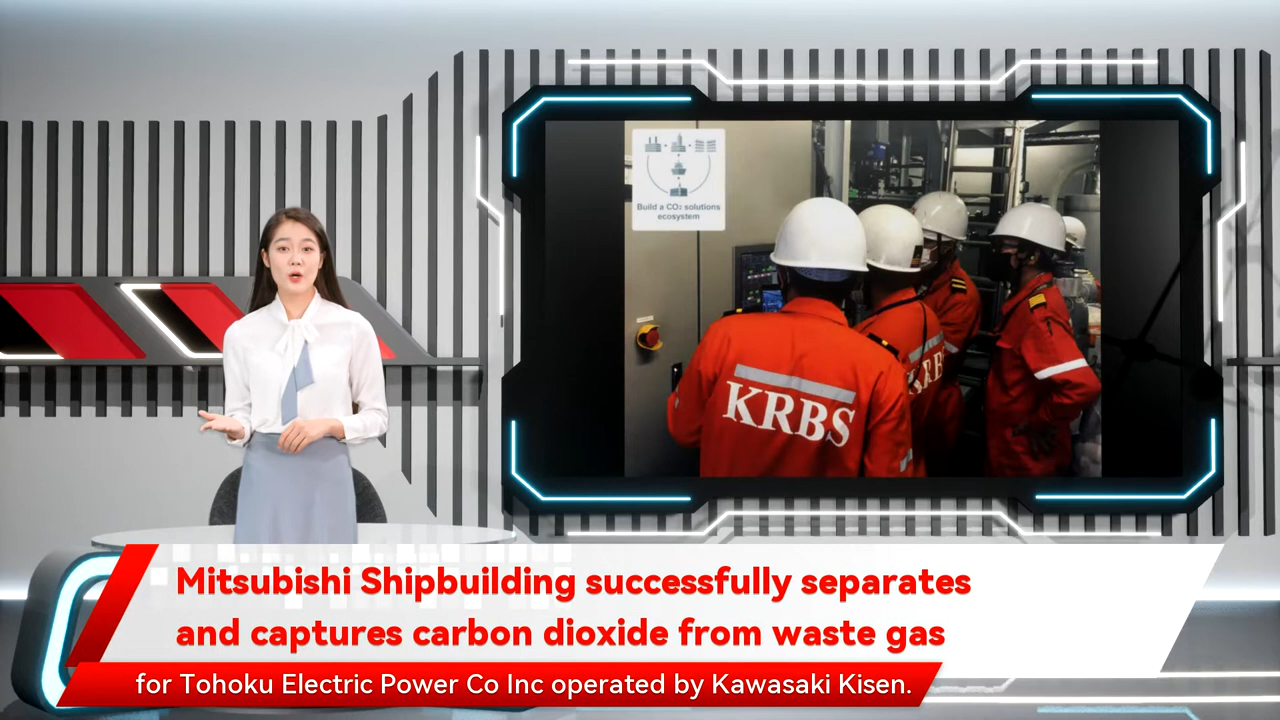 Build a CO₂ solutions
ecosystem
KRBS
KRB
Mitsubishi Shipbuilding successfully separates
and captures carbon dioxide from waste gas
for Tohoku Electric Power Co Inc operated by Kawasaki Kisen.